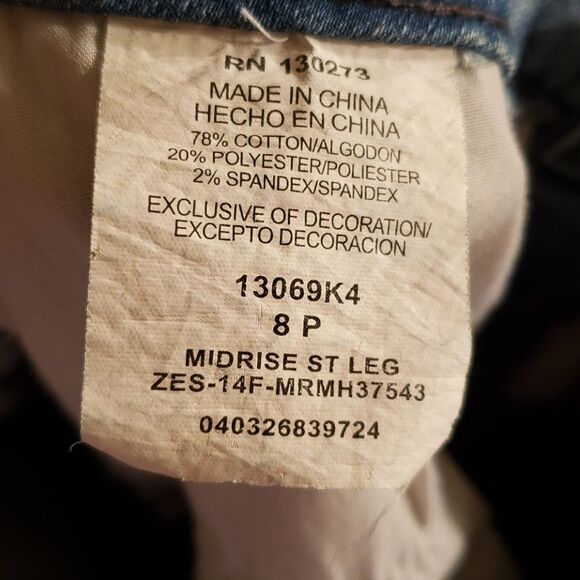 RN 130273
MADE IN CHINA
HECHO EN CHINA
78% COTTON/ALGODON
20% POLYESTER/POLIESTER
2% SPANDEX/SPANDEX
EXCLUSIVE OF DECORATION/
EXCEPTO DECORACION
13069K4
8 P
MIDRISE ST LEG
ZES-14F-MRMH37543
040326839724